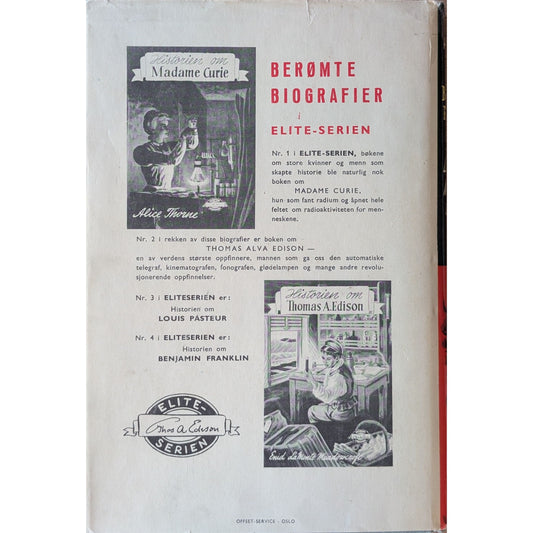 Historien om
Madame Curie
Alice Thorne
BERØMTE
BIOGRAFIER
i
ELITE-SERIEN
Nr. 1 i ELITE-SERIEN, bøkene
om store kvinner og menn som
skapte historie ble naturlig nok
boken om
MADAME CURIE,
hun som fant radium og åpnet hele
feltet om radioaktiviteten for men-
neskene.
Nr. 2 i rekken av disse biografier er boken om
THOMAS ALVA EDISON —
en av verdens største oppfinnere, mannen som ga oss den automatiske
telegraf, kinematografen, fonografen, glødelampen og mange andre revolu-
sjonerende oppfinnelser.
Nr. 3 i ELITESERIEN er:
Historien om
LOUIS PASTEUR
Nr. 4 i ELITESERIEN er:
Historien om
BENJAMIN FRANKLIN
Historien om
Thomas A. Edison
Enid LaMonte Meadowcroft
ELITE-
Thos A Edison
SERIEN
OFFSET-SERVICE - OSLO